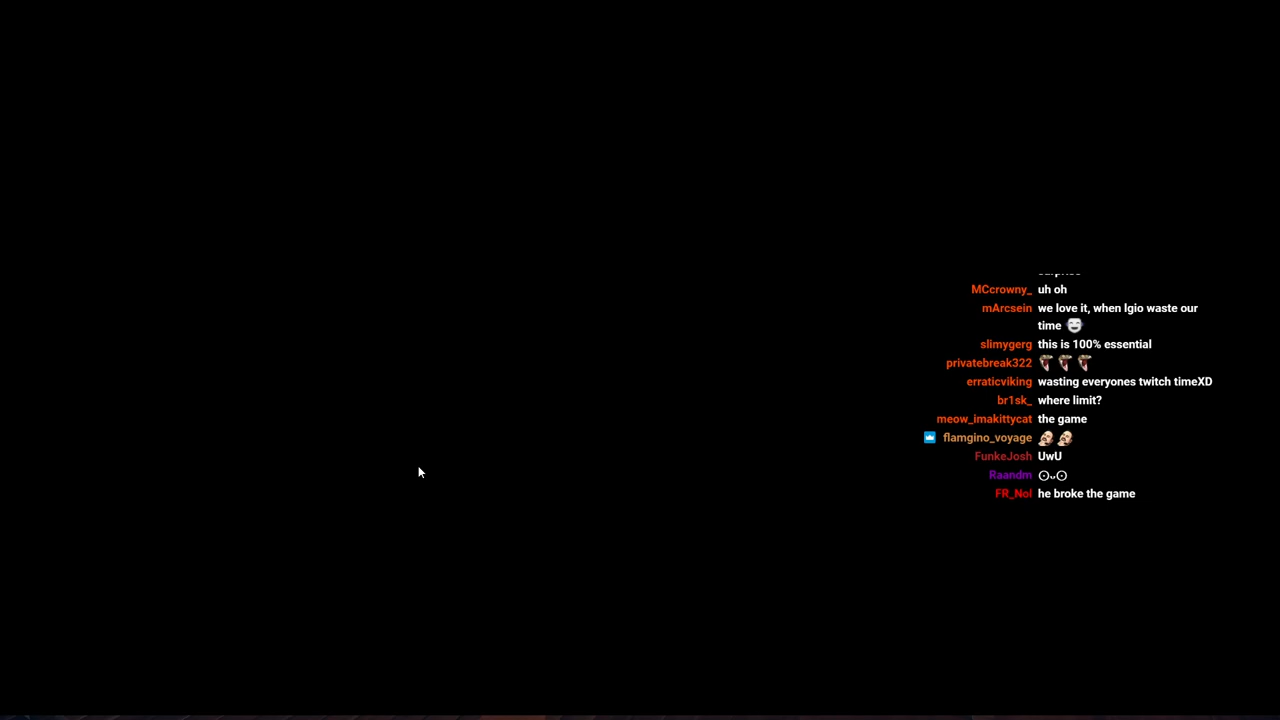 MCcrowny_ uh oh
mArcsein we love it, when lgio waste our
time
slimygerg this is 100% essential
privatebreak322
erraticviking wasting everyones twitch timeXD
br1sk_ where limit?
meow_imakittycat the game
flamgino_voyage
FunkeJosh UwU
Raandm ⊙ᵕ⊙
FR_Nol he broke the game